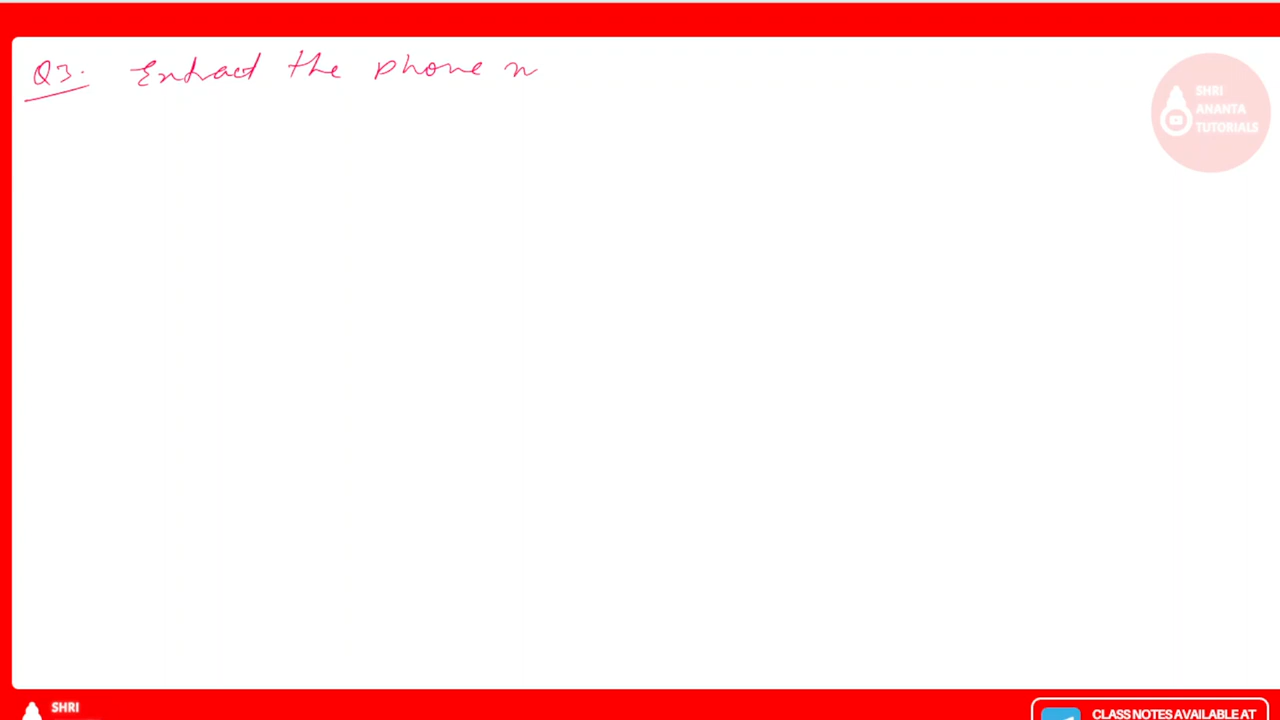 Q3. Extract the phone n
SHRI
ANANTA
TUTORIALS
SHRI
CLASS NOTES AVAILABLE AT